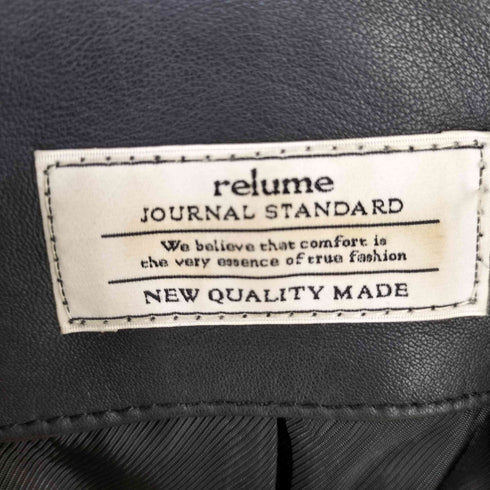 relume
JOURNAL STANDARD
We believe that comfort is
the very essence of true fashion
NEW QUALITY MADE